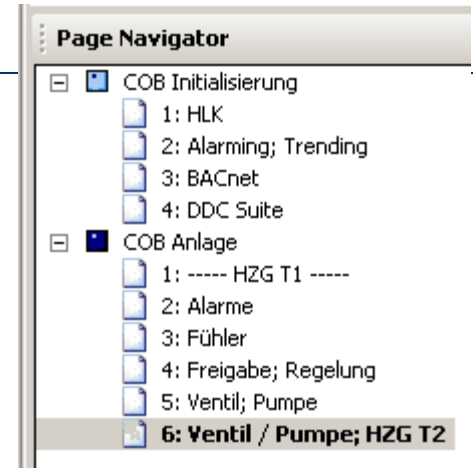 Page Navigator
COB Initialisierung
1: HLK
2: Alarming; Trending
3: BACnet
4: DDC Suite
COB Anlage
1: ----- HZG T1 -----
2: Alarme
3: Fühler
4: Freigabe; Regelung
5: Ventil; Pumpe
6: Ventil / Pumpe; HZG T2